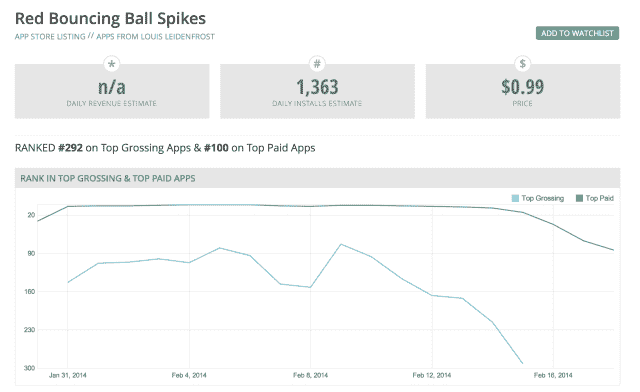 Red Bouncing Ball Spikes
APP STORE LISTING // APPS FROM LOUIS LEIDENFROST
ADD TO WATCHLIST
*
#
$
n/a
1,363
$0.99
DAILY REVENUE ESTIMATE
DAILY INSTALLS ESTIMATE
PRICE
RANKED #292 on Top Grossing Apps & #100 on Top Paid Apps
RANK IN TOP GROSSING & TOP PAID APPS
Top Grossing
Top Paid
20
90
160
230
300
Jan 31, 2014
Feb 4, 2014
Feb 8, 2014
Feb 12, 2014
Feb 16, 2014